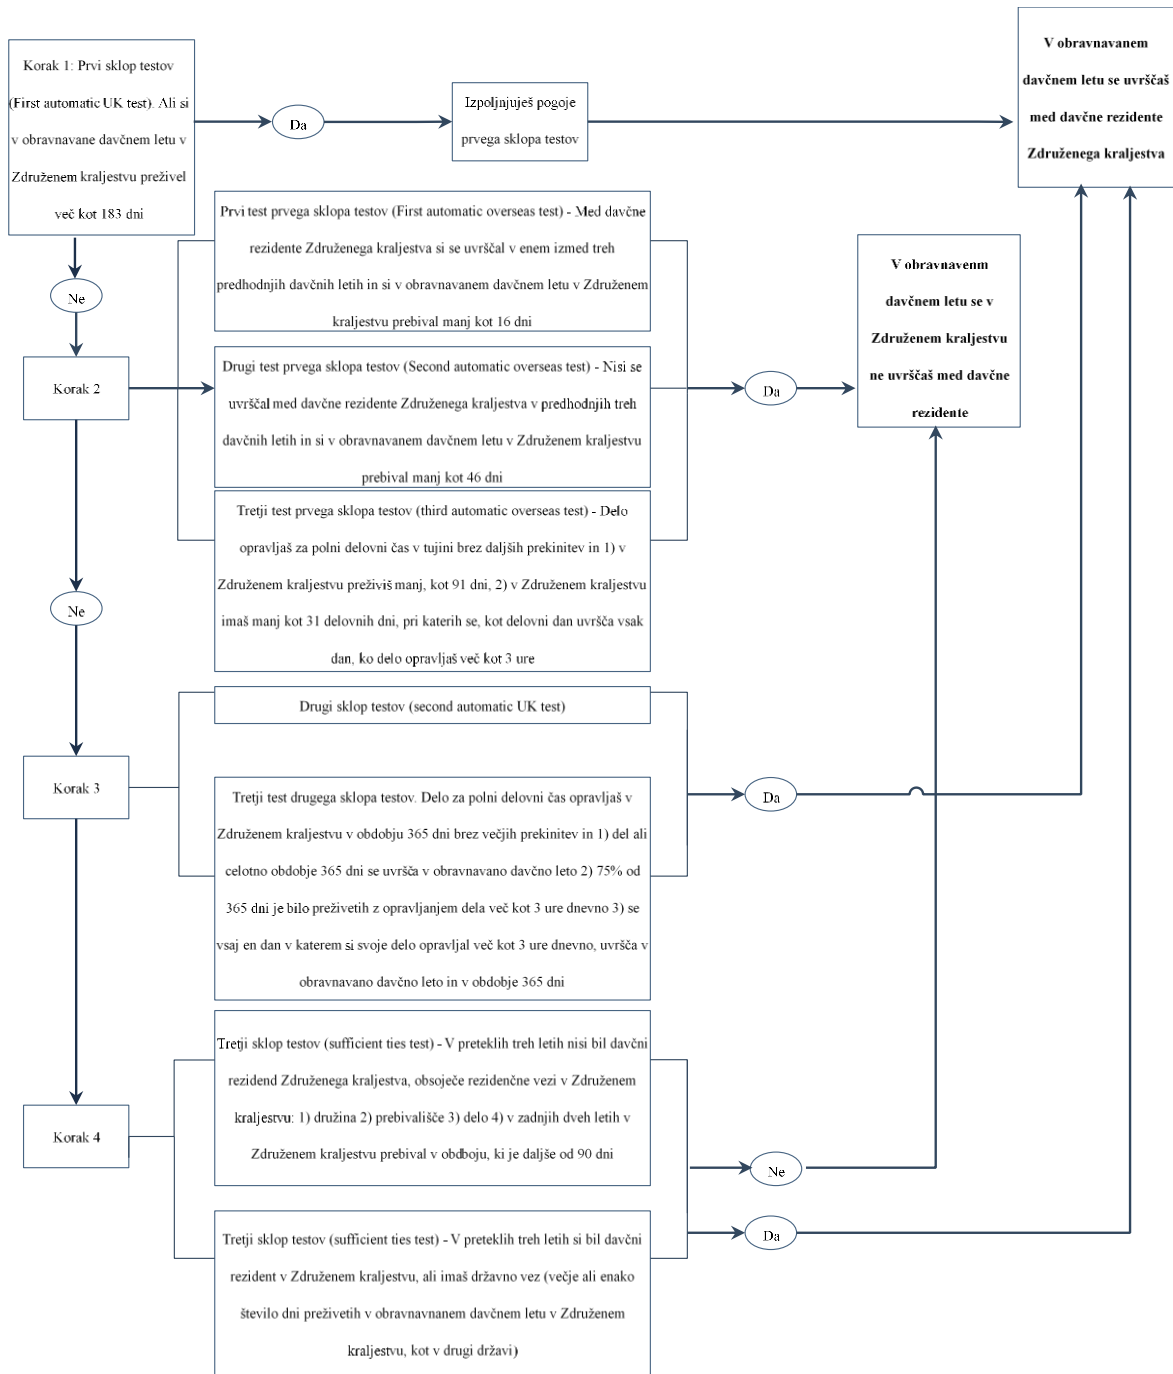 Korak 1: Prvi sklop testov
(First automatic UK test). Ali si
v obravnavane davčnem letu v
Združenem kraljestvu preživel
več kot 183 dni
Da
Izpoljnjuješ pogoje
prvega sklopa testov
V obravnavanem
davčnem letu se uvrščaš
med davčne rezidente
Združenega kraljestva
Ne
Korak 2
Prvi test prvega sklopa testov (First automatic overseas test) - Med davčne
rezidente Združenega kraljestva si se uvrščal v enem izmed treh
predhodnjih davčnih letih in si v obravnavanem davčnem letu v Združenem
kraljestvu prebival manj kot 16 dni
Drugi test prvega sklopa testov (Second automatic overseas test) - Nisi se
uvrščal med davčne rezidente Združenega kraljestva v predhodnjih treh
davčnih letih in si v obravnavanem davčnem letu v Združenem kraljestvu
prebival manj kot 46 dni
Tretji test prvega sklopa testov (third automatic overseas test) - Delo
opravljaš za polni delovni čas v tujini brez daljših prekinitev in 1) v
Združenem kraljestvu preživiš manj, kot 91 dni, 2) v Združenem kraljestvu
imaš manj kot 31 delovnih dni, pri katerih se, kot delovni dan uvršča vsak
dan, ko delo opravljaš več kot 3 ure
Da
V obravnavenm
davčnem letu se v
Združenem kraljestvu
ne uvrščaš med davčne
rezidente
Ne
Korak 3
Drugi sklop testov (second automatic UK test)
Tretji test drugega sklopa testov. Delo za polni delovni čas opravljaš v
Združenem kraljestvu v obdobju 365 dni brez večjih prekinitev in 1) del ali
celotno obdobje 365 dni se uvršča v obravnavano davčno leto 2) 75% od
365 dni je bilo preživetih z opravljanjem dela več kot 3 ure dnevno 3) se
vsaj en dan v katerem si svoje delo opravljal več kot 3 ure dnevno, uvršča v
obravnavano davčno leto in v obdobje 365 dni
Da
Korak 4
Tretji sklop testov (sufficient ties test) - V preteklih treh letih nisi bil davčni
rezidend Združenega kraljestva, obsoječe rezidenčne vezi v Združenem
kraljestvu: 1) družina 2) prebivališče 3) delo 4) v zadnjih dveh letih v
Združenem kraljestvu prebival v obdboju, ki je daljše od 90 dni
Ne
Da
Tretji sklop testov (sufficient ties test) - V preteklih treh letih si bil davčni
rezident v Združenem kraljestvu, ali imaš državno vez (večje ali enako
število dni preživetih v obravnavnanem davčnem letu v Združenem
kraljestvu, kot v drugi državi)